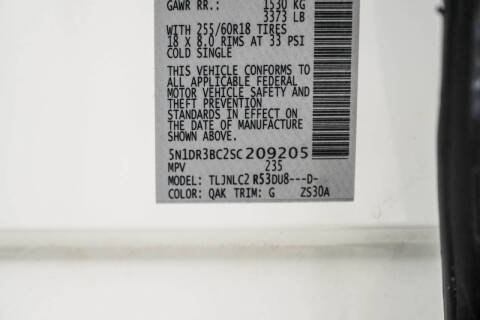 GAWR RR.: 1530 KG
3373 LB
WITH 255/60R18 TIRES
18 X 8.0 RIMS AT 33 PSI
COLD SINGLE
THIS VEHICLE CONFORMS TO
ALL APPLICABLE FEDERAL
MOTOR VEHICLE SAFETY AND
THEFT PREVENTION
STANDARDS IN EFFECT ON
THE DATE OF MANUFACTURE
SHOWN ABOVE.
5N1DR3BC2SC209205
MPV 235
MODEL: TLJNLC2 R53DU8---D-
COLOR: QAK TRIM: G ZS30A